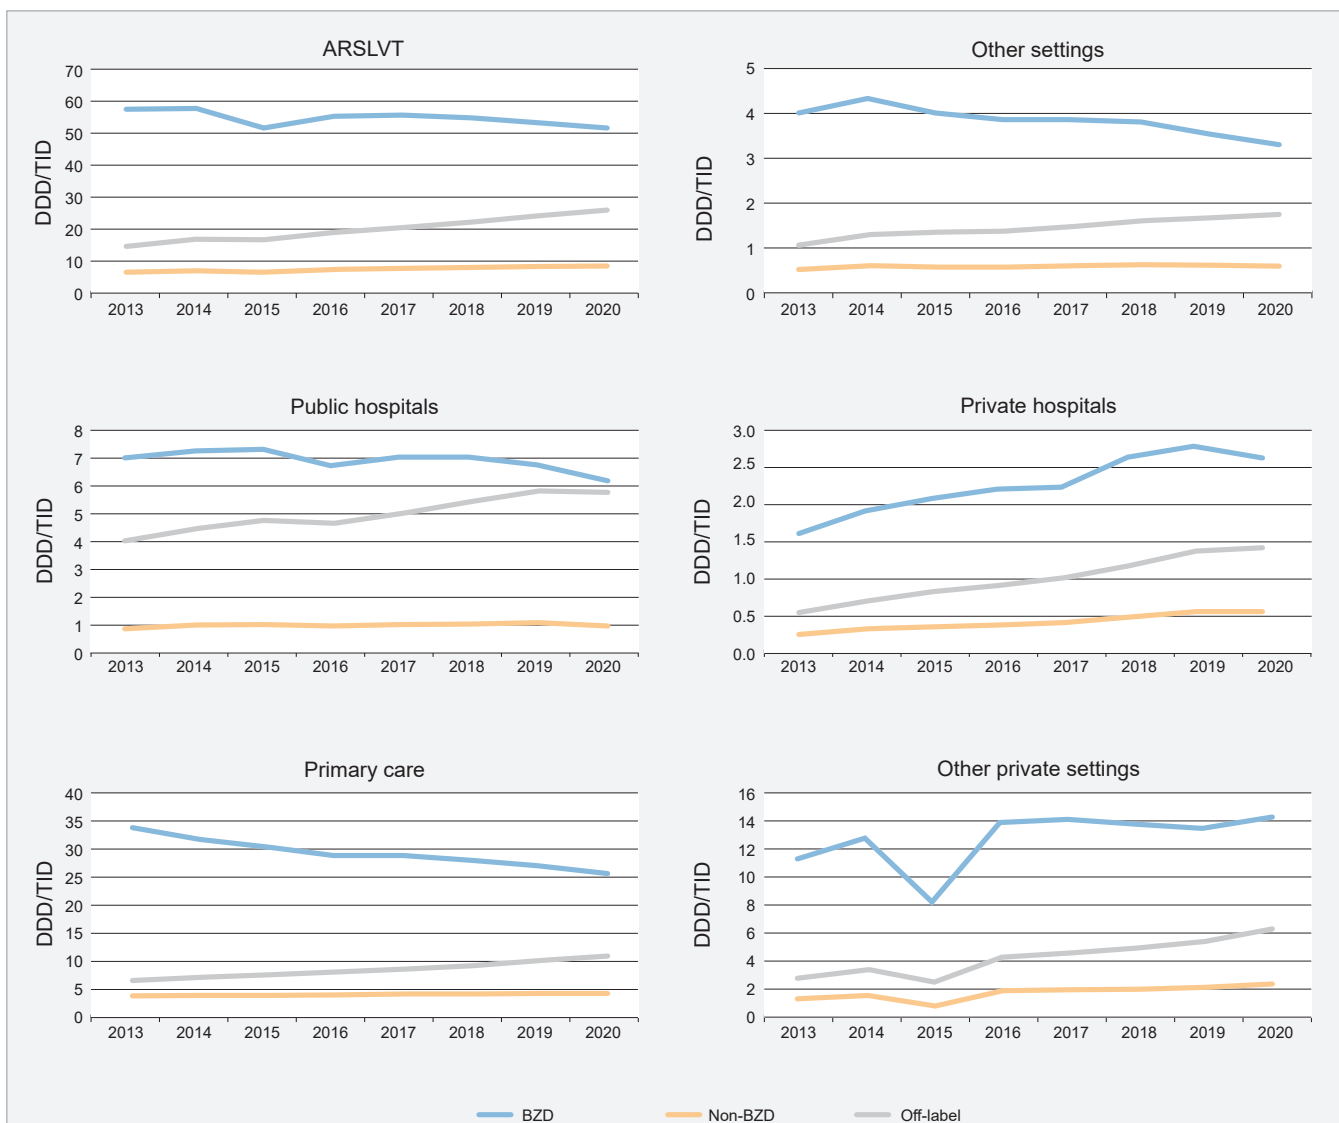 ARSLVT
DDD/TID
70
60
50
40
30
20
10
0
2013 2014 2015 2016 2017 2018 2019 2020
Other settings
DDD/TID
5
4
3
2
1
0
2013 2014 2015 2016 2017 2018 2019 2020
Public hospitals
DDD/TID
8
7
6
5
4
3
2
1
0
2013 2014 2015 2016 2017 2018 2019 2020
Private hospitals
DDD/TID
3.0
2.5
2.0
1.5
1.0
0.5
0.0
2013 2014 2015 2016 2017 2018 2019 2020
Primary care
DDD/TID
40
35
30
25
20
15
10
5
0
2013 2014 2015 2016 2017 2018 2019 2020
Other private settings
DDD/TID
16
14
12
10
8
6
4
2
0
2013 2014 2015 2016 2017 2018 2019 2020
BZD Non-BZD Off-label